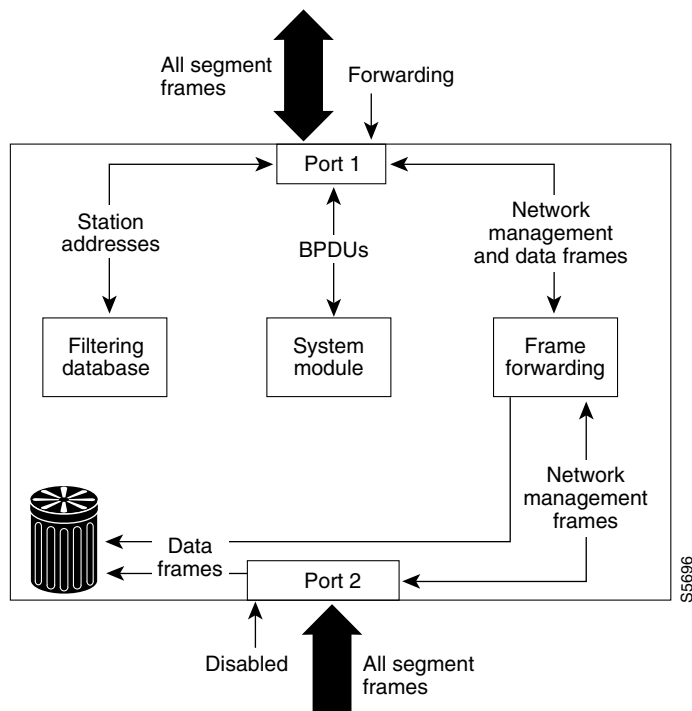 All segment
frames
Forwarding
Port 1
Station
addresses
BPDUs
Network
management
and data frames
Filtering
database
System
module
Frame
forwarding
Network
management
frames
Data
frames
Port 2
Disabled
All segment
frames
S5696